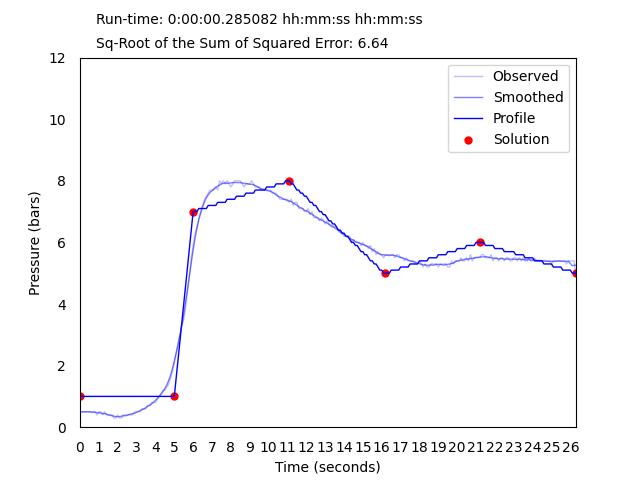 Run-time: 0:00:00.285082 hh:mm:ss hh:mm:ss
Sq-Root of the Sum of Squared Error: 6.64
Observed
Smoothed
Profile
Solution
12
10
8
6
4
2
0
Pressure (bars)
0 1 2 3 4 5 6 7 8 9 10 11 12 13 14 15 16 17 18 19 20 21 22 23 24 25 26
Time (seconds)